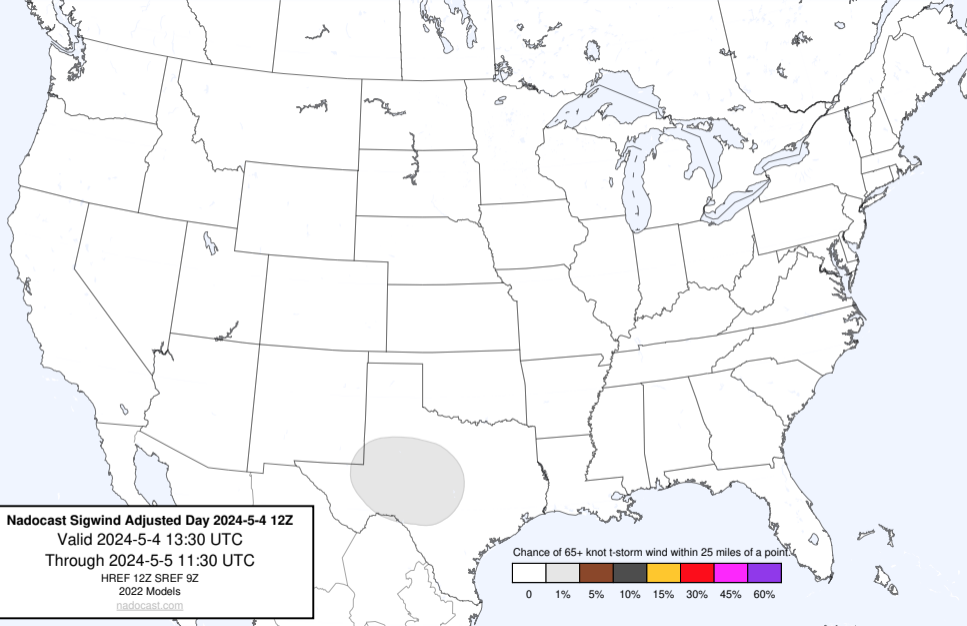 Nadocast Sigwind Adjusted Day 2024-5-4 12Z
Valid 2024-5-4 13:30 UTC
Through 2024-5-5 11:30 UTC
HREF 12Z SREF 9Z
2022 Models
nadocast.com
Chance of 65+ knot t-storm wind within 25 miles of a point.
0 1% 5% 10% 15% 30% 45% 60%